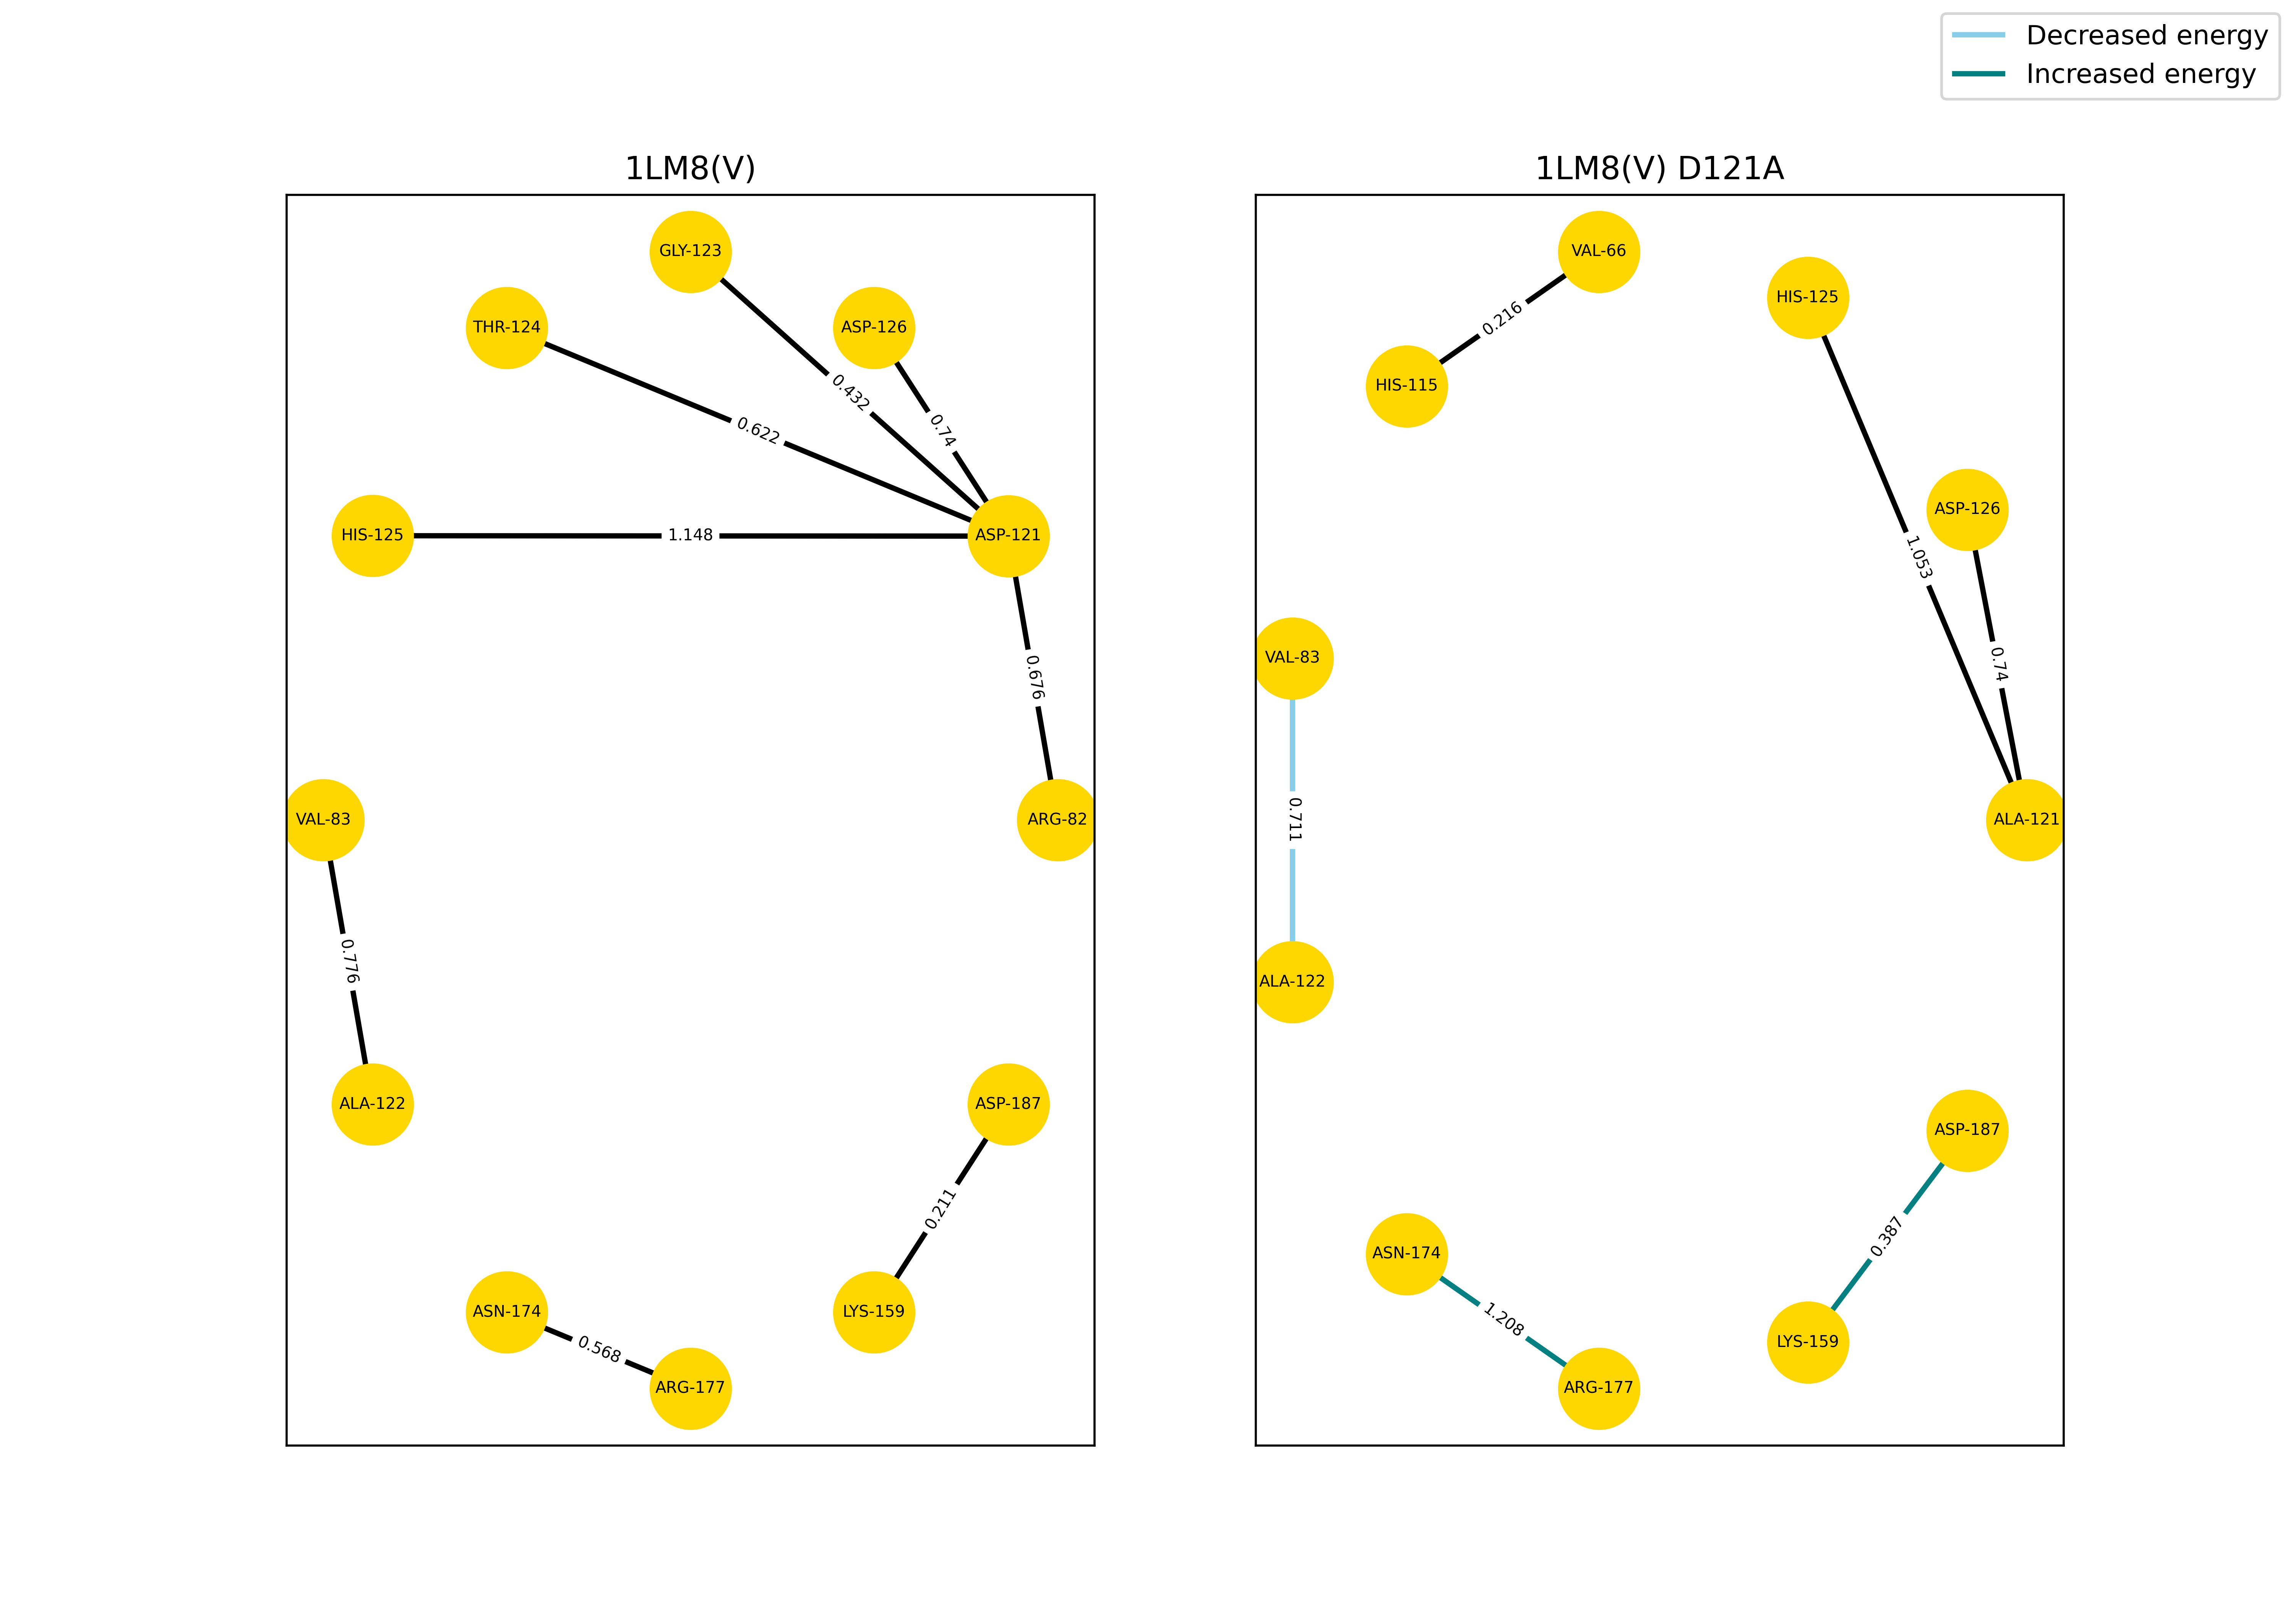 Decreased energy
Increased energy
1LM8(V)
GLY-123
THR-124
ASP-126
0.432
0.622
0.74
HIS-125
1.148
ASP-121
0.676
VAL-83
ARG-82
0.776
ALA-122
ASP-187
0.211
ASN-174
LYS-159
0.568
ARG-177
1LM8(V) D121A
VAL-66
HIS-125
0.216
HIS-115
ASP-126
1.053
VAL-83
0.74
0.711
ALA-121
ALA-122
ASP-187
0.387
ASN-174
1.208
LYS-159
ARG-177